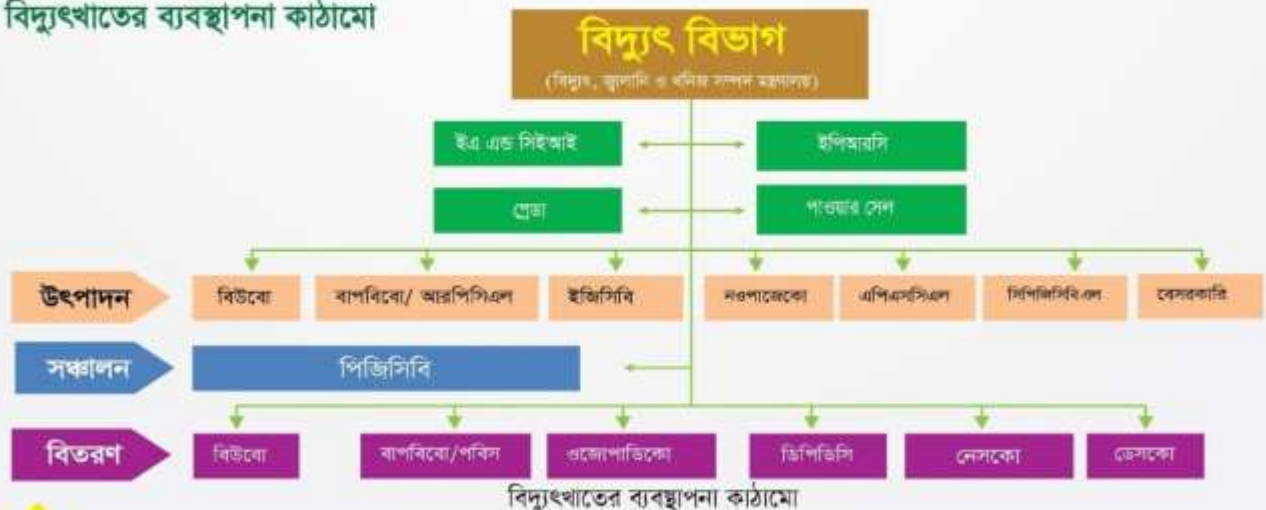 বিদ্যুৎখাতের ব্যবস্থাপনা কাঠামো
বিদ্যুৎ বিভাগ
(বিদ্যুৎ, জ্বালানি ও খনিজ সম্পদ মন্ত্রণালয়)
ইএ এন্ড সিইআই
ইপিআরসি
স্রেডা
পাওয়ার সেল
উৎপাদন
বিউবো
বাপবিবো/ আরপিসিএল
ইজিসিবি
নওপাজেকো
এপিএসসিএল
সিপিজিসিবিএল
বেসরকারি
সঞ্চালন
পিজিসিবি
বিতরণ
বিউবো
বাপবিবো/পবিস
ওজোপাডিকো
ডিপিডিসি
নেসকো
ডেসকো
বিদ্যুৎখাতের ব্যবস্থাপনা কাঠামো